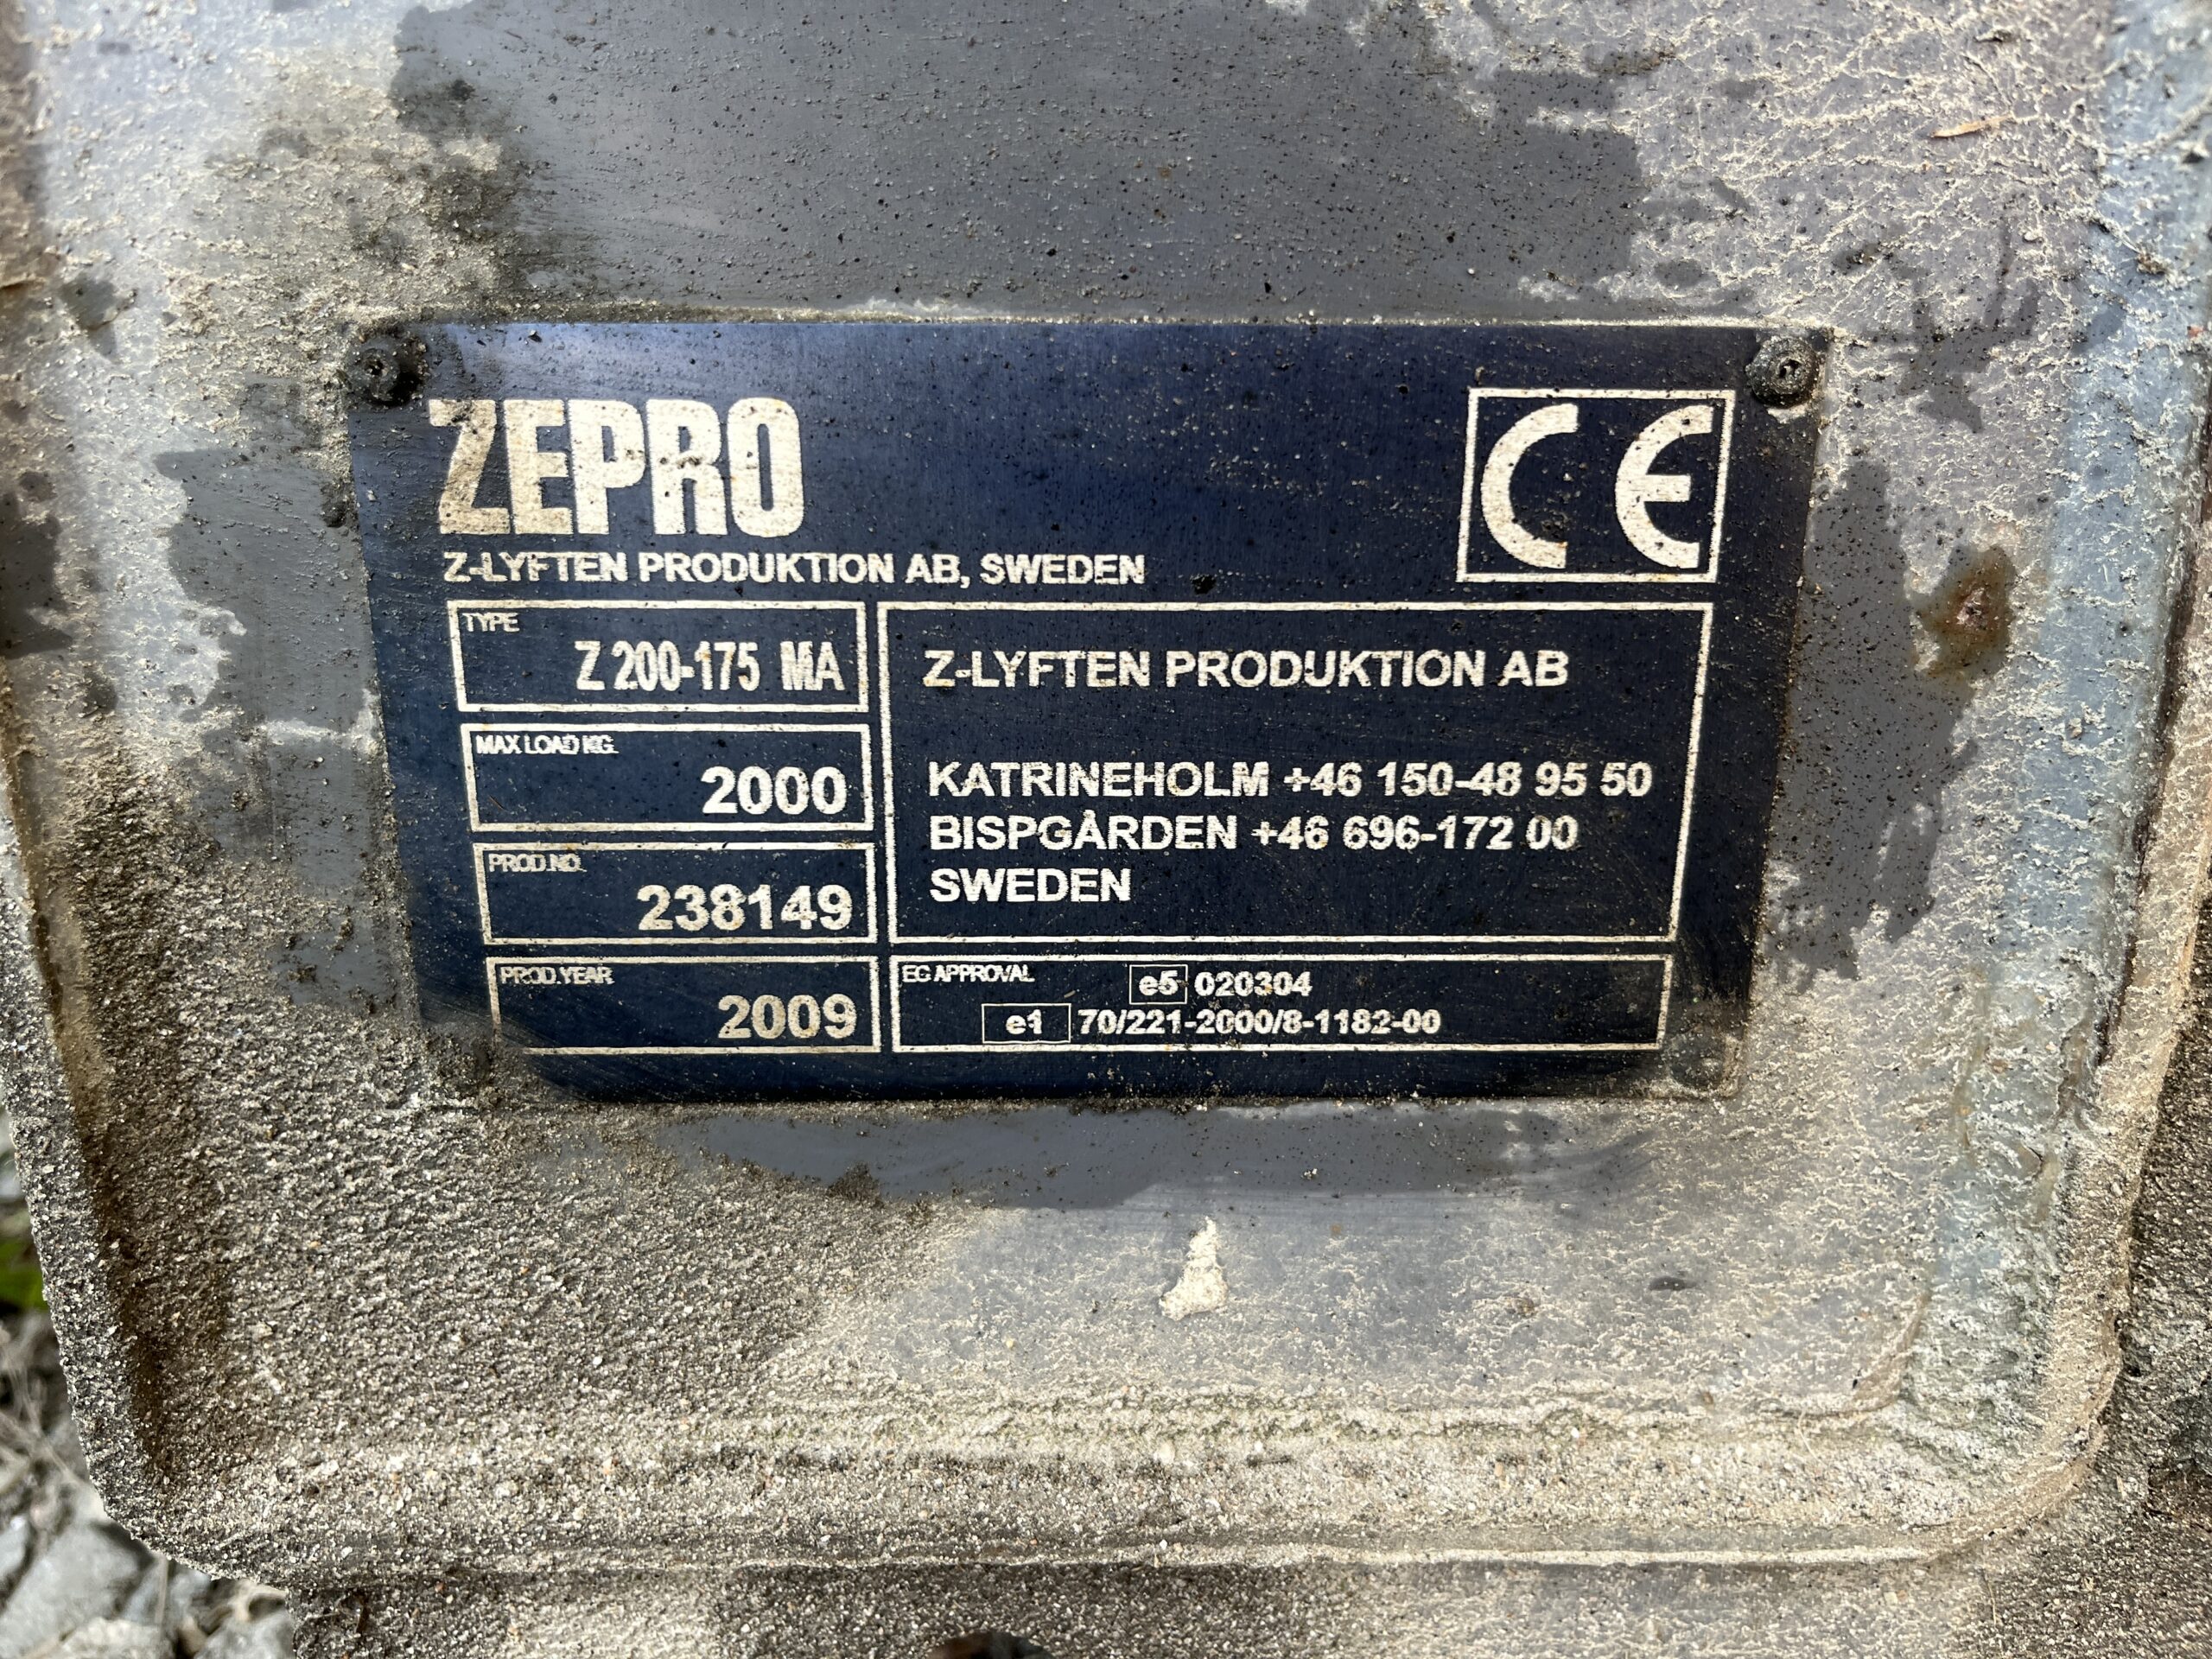 ZEPRO
CE
Z-LYFTEN PRODUKTION AB, SWEDEN
TYPE
Z 200-175 MA
MAX LOAD KG.
2000
PROD.NO.
238149
PROD.YEAR
2009
Z-LYFTEN PRODUKTION AB
KATRINEHOLM +46 150-48 95 50
BISPGÅRDEN +46 696-172 00
SWEDEN
EG APPROVAL
e5 020304
e1 70/221-2000/8-1182-00